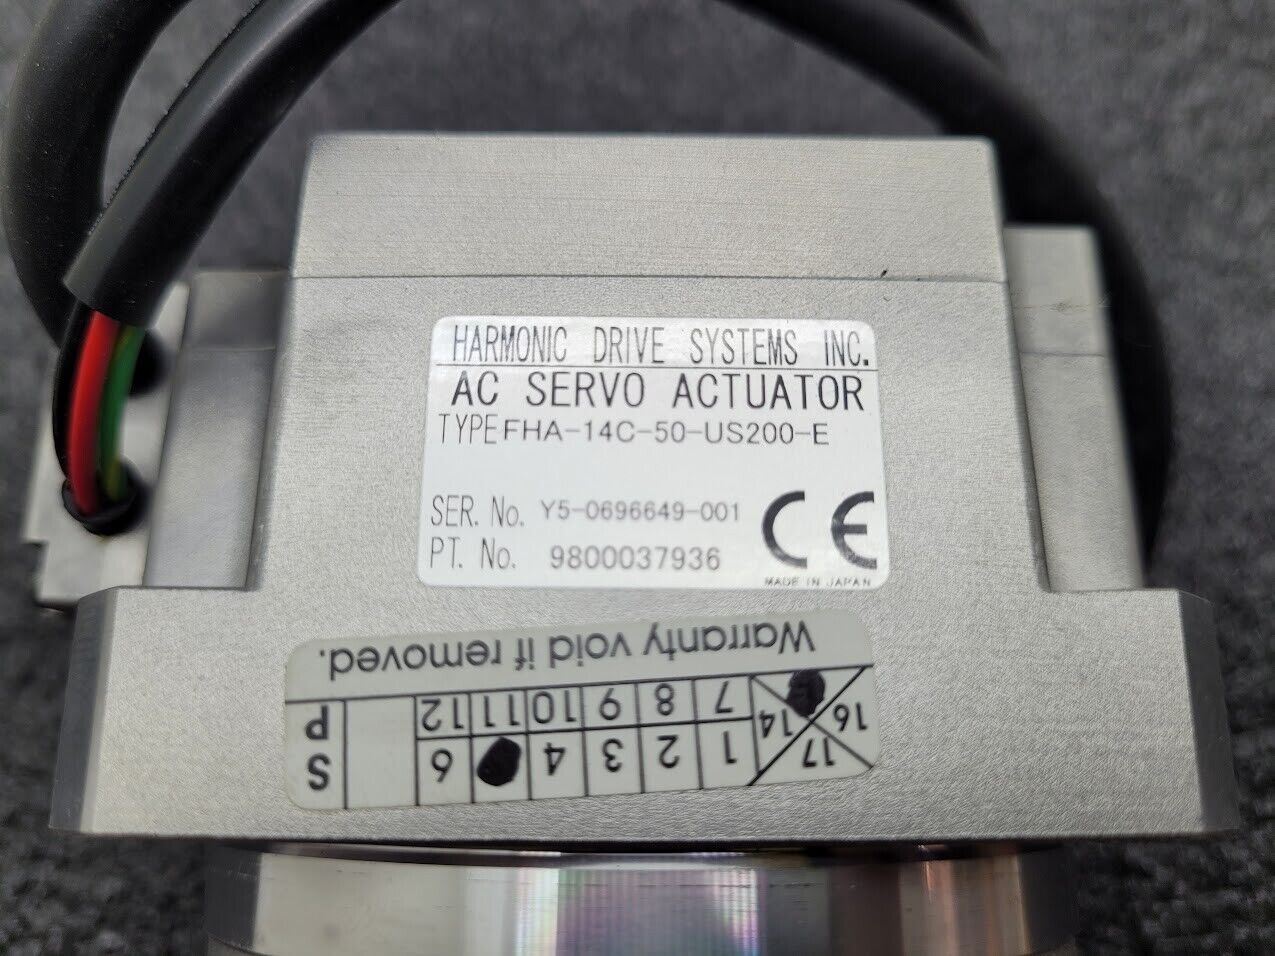 HARMONIC DRIVE SYSTEMS INC.
AC SERVO ACTUATOR
TYPE FHA-14C-50-US200-E
SER. No. Y5-0696649-001
PT. No. 9800037936
CE
MADE IN JAPAN
Warranty void if removed.
14 16 17
7 8 9 10 11 12 P
1 2 3 4 6 S